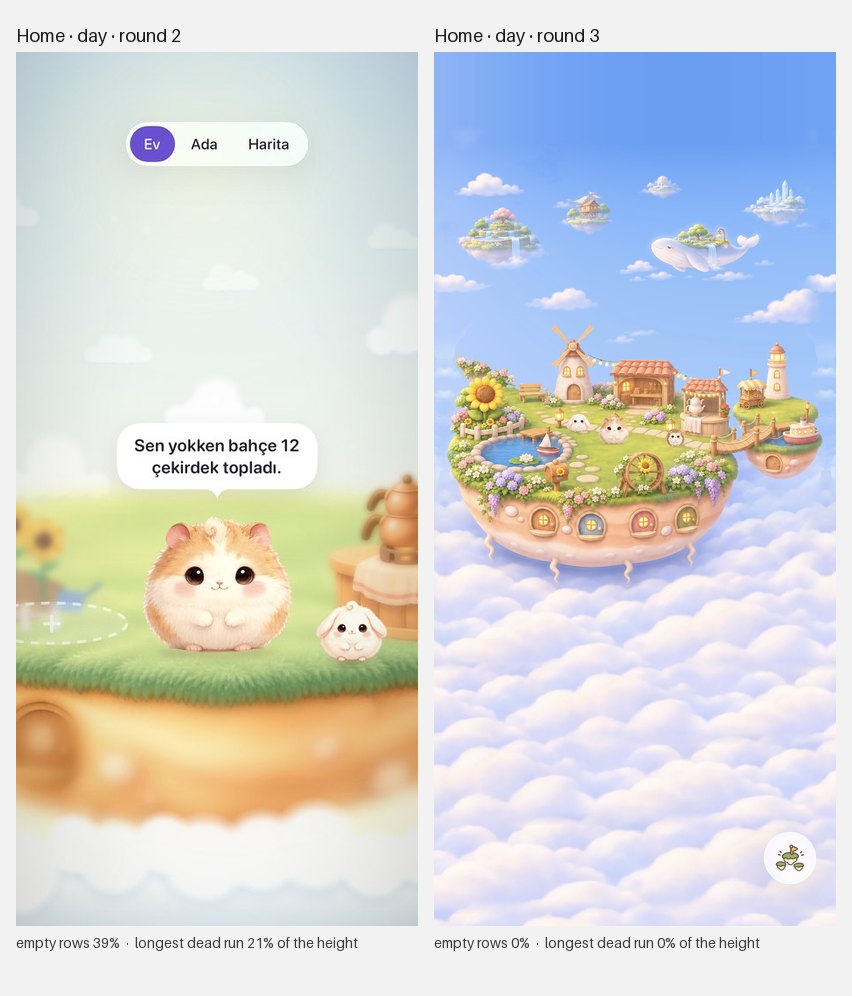 Home · day · round 2
Home · day · round 3
Ev
Ada
Harita
Sen yokken bahçe 12
çekirdek topladı.
empty rows 39% · longest dead run 21% of the height
empty rows 0% · longest dead run 0% of the height